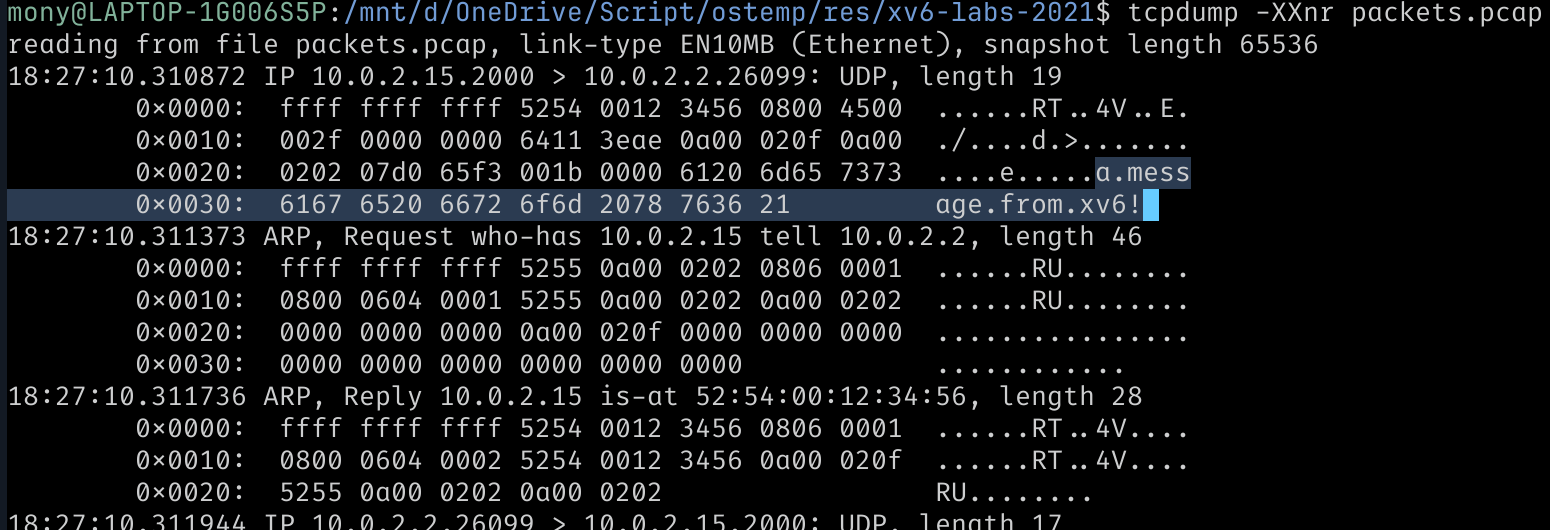 mony@LAPTOP-1G006S5P:/mnt/d/OneDrive/Script/ostemp/res/xv6-labs-2021$ tcpdump -XXnr packets.pcap
reading from file packets.pcap, link-type EN10MB (Ethernet), snapshot length 65536
18:27:10.310872 IP 10.0.2.15.2000 > 10.0.2.2.26099: UDP, length 19
0x0000:  ffff ffff ffff 5254 0012 3456 0800 4500  ......RT..4V..E.
0x0010:  002f 0000 0000 6411 3eae 0a00 020f 0a00  ./....d.>.......
0x0020:  0202 07d0 65f3 001b 0000 6120 6d65 7373  ....e.....a.mess
0x0030:  6167 6520 6672 6f6d 2078 7636 21         age.from.xv6!
18:27:10.311373 ARP, Request who-has 10.0.2.15 tell 10.0.2.2, length 46
0x0000:  ffff ffff ffff 5255 0a00 0202 0806 0001  ......RU........
0x0010:  0800 0604 0001 5255 0a00 0202 0a00 0202  ......RU........
0x0020:  0000 0000 0000 0a00 020f 0000 0000 0000  ................
0x0030:  0000 0000 0000 0000 0000 0000            ............
18:27:10.311736 ARP, Reply 10.0.2.15 is-at 52:54:00:12:34:56, length 28
0x0000:  ffff ffff ffff 5254 0012 3456 0806 0001  ......RT..4V....
0x0010:  0800 0604 0002 5254 0012 3456 0a00 020f  ......RT..4V....
0x0020:  5255 0a00 0202 0a00 0202                 RU........
18:27:10.311944 IP 10.0.2.2.26099 > 10.0.2.15.2000: UDP, length 17